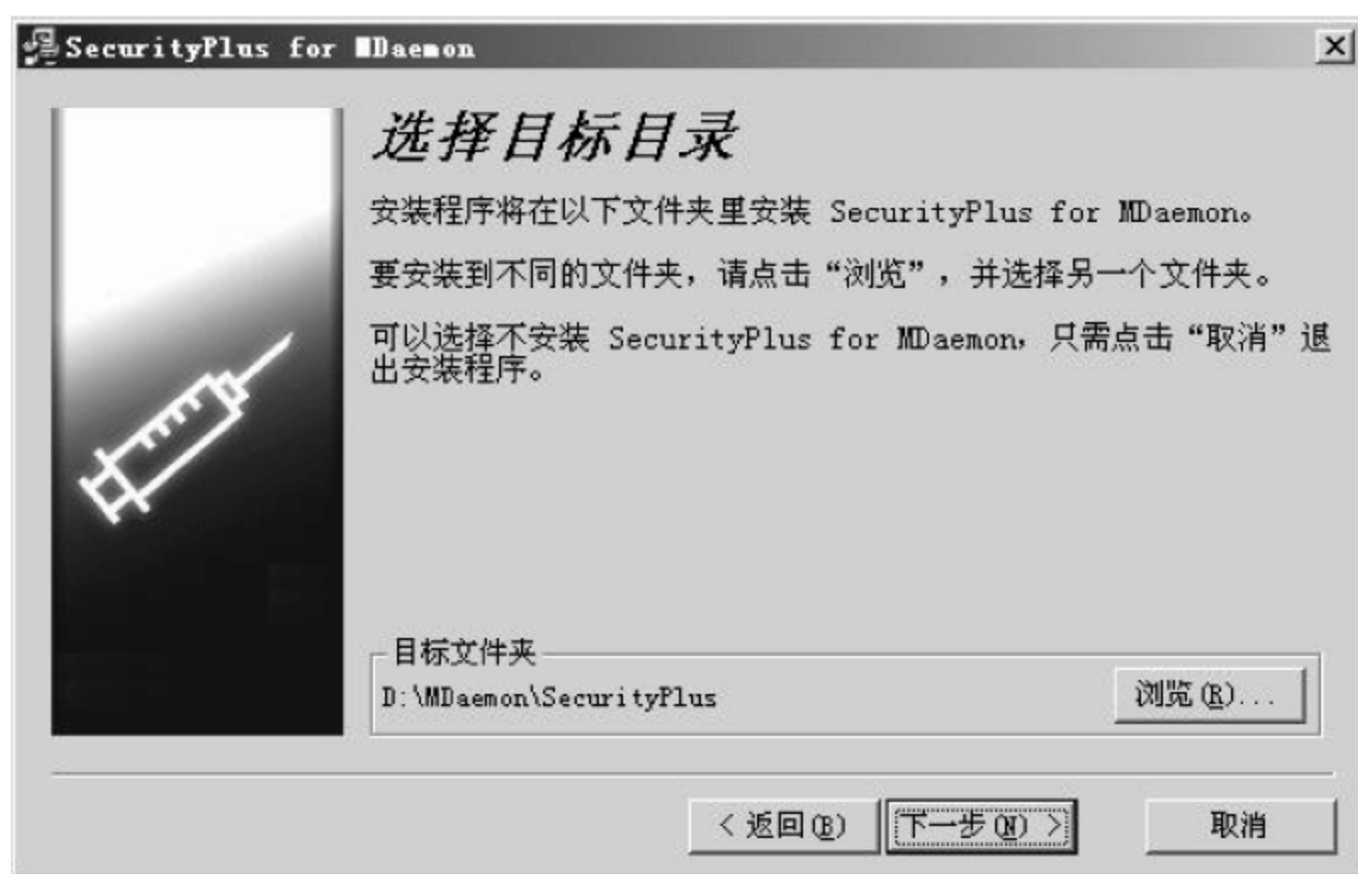 SecurityPlus for MDaemon
选择目标目录
安装程序将在以下文件夹里安装 SecurityPlus for MDaemon。
要安装到不同的文件夹，请点击“浏览”，并选择另一个文件夹。
可以选择不安装 SecurityPlus for MDaemon，只需点击“取消”退
出安装程序。
目标文件夹
D:\MDaemon\SecurityPlus
浏览(R)...
< 返回(B)
下一步(N) >
取消